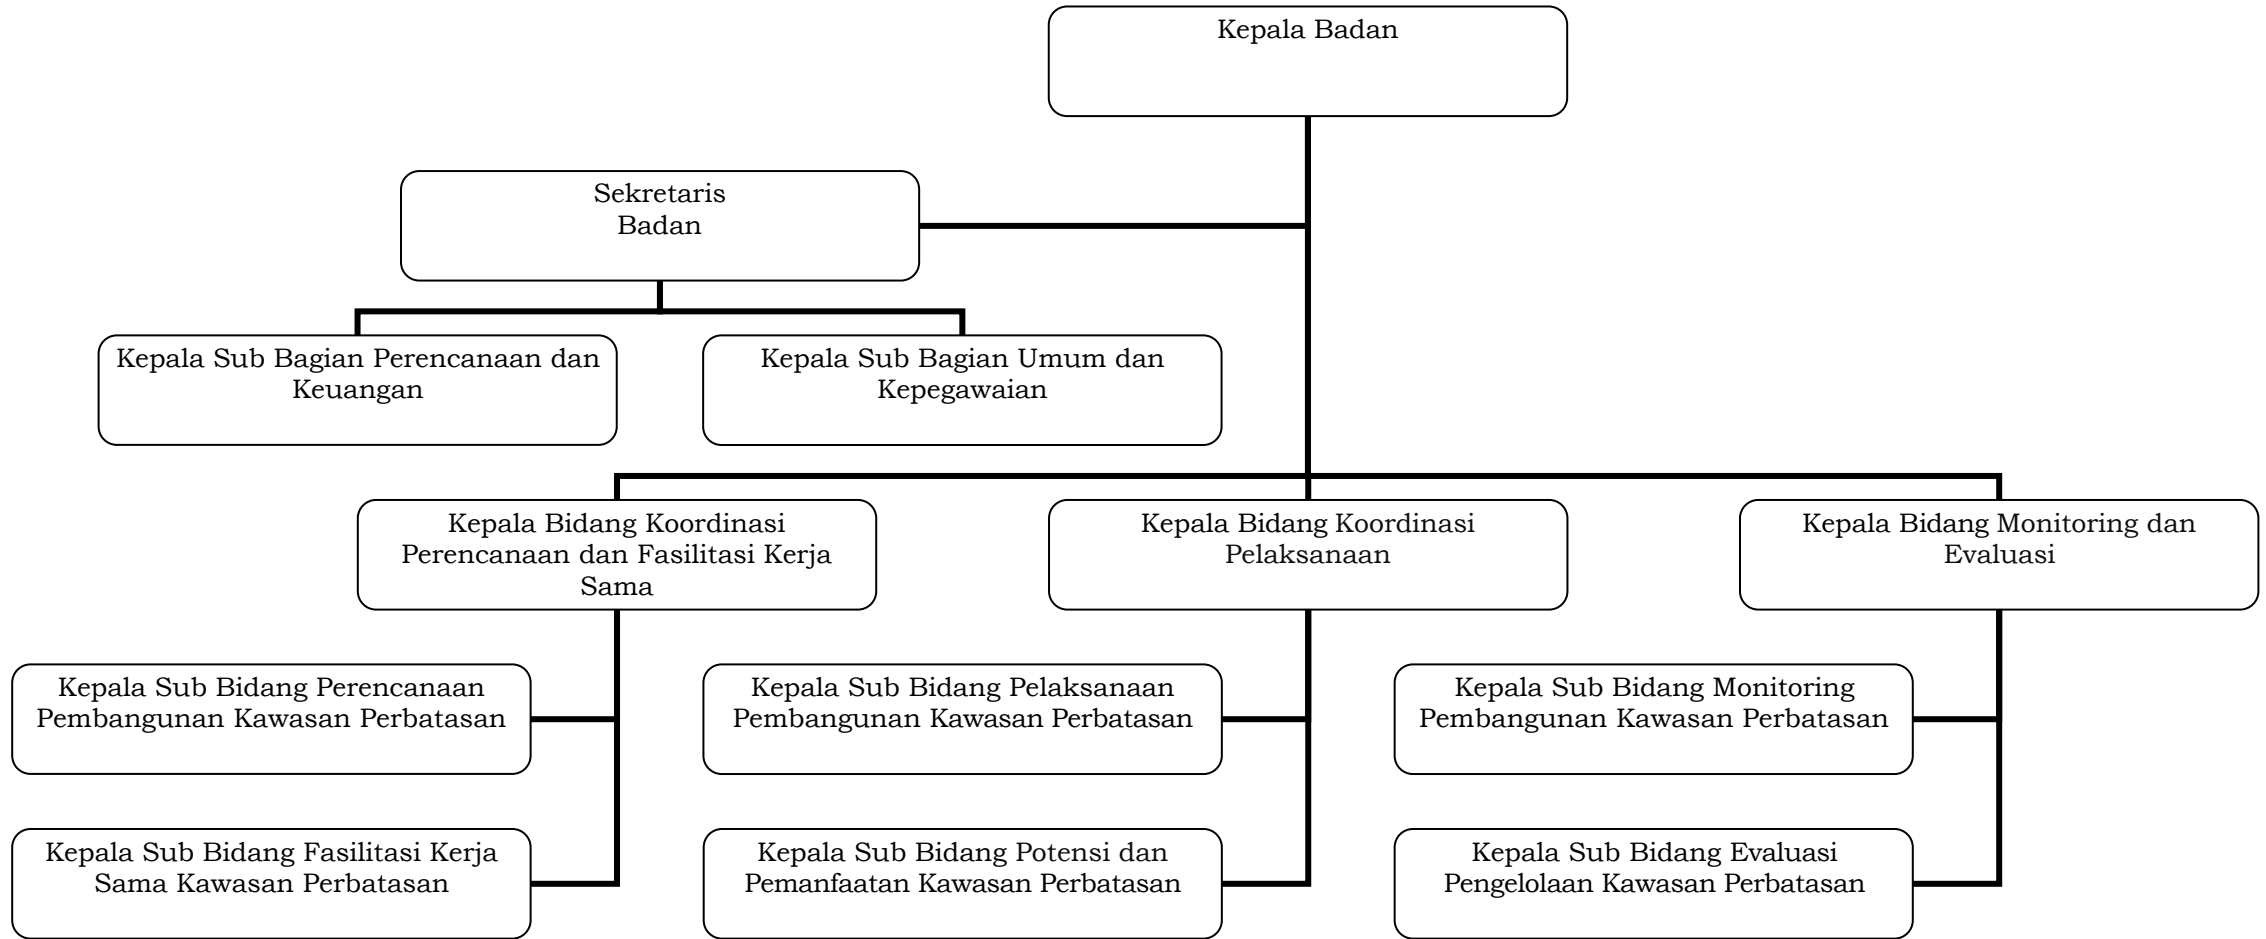 Kepala Badan
Sekretaris
Badan
Kepala Sub Bagian Perencanaan dan
Keuangan
Kepala Sub Bagian Umum dan
Kepegawaian
Kepala Bidang Koordinasi
Perencanaan dan Fasilitasi Kerja
Sama
Kepala Bidang Koordinasi
Pelaksanaan
Kepala Bidang Monitoring dan
Evaluasi
Kepala Sub Bidang Perencanaan
Pembangunan Kawasan Perbatasan
Kepala Sub Bidang Pelaksanaan
Pembangunan Kawasan Perbatasan
Kepala Sub Bidang Monitoring
Pembangunan Kawasan Perbatasan
Kepala Sub Bidang Fasilitasi Kerja
Sama Kawasan Perbatasan
Kepala Sub Bidang Potensi dan
Pemanfaatan Kawasan Perbatasan
Kepala Sub Bidang Evaluasi
Pengelolaan Kawasan Perbatasan